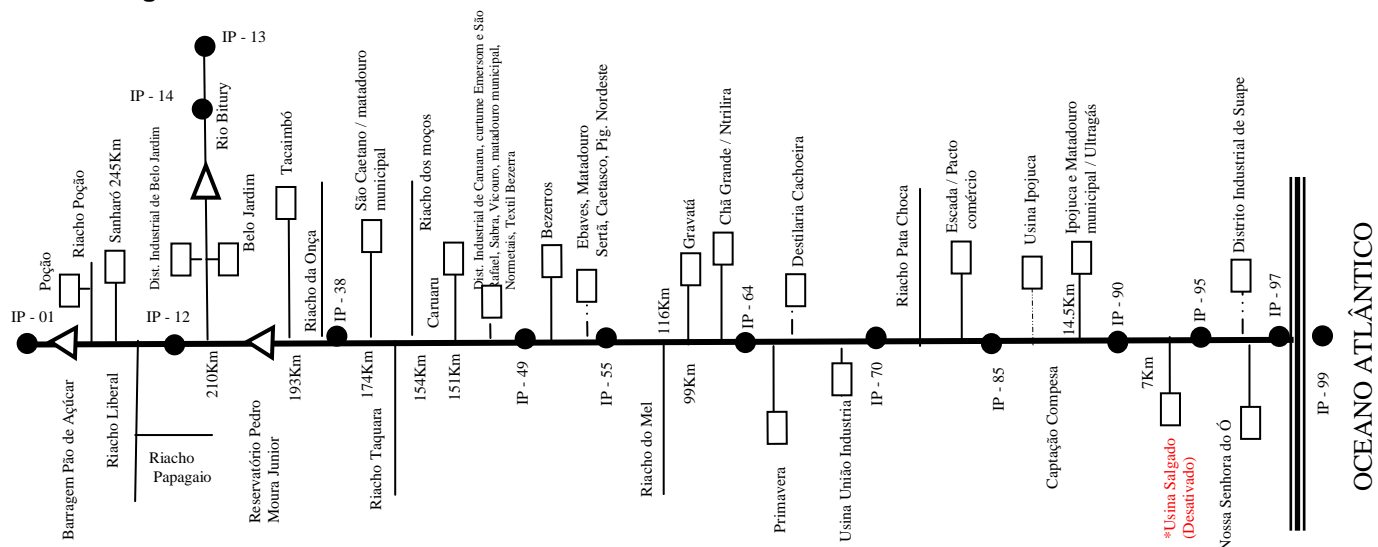 IP - 13
IP - 14
Rio Bitury
IP - 01
Poção
Riacho Poção
Sanharó 245Km
Dist. Industrial de Belo Jardim
Belo Jardim
Tacaimbó
Riacho da Onça
IP - 38
São Caetano / matadouro
municipal
Riacho dos moços
Caruaru
Dist. Industrial de Caruaru, curtume Emersom e São
Rafael, Sabra, Vicouro, matadouro municipal,
Normetais, Textil Bezerra
Bezerros
Ebaves, Matadouro
Sertã, Caetasco, Pig. Nordeste
116Km
Gravatá
Chã Grande / Ntrilira
IP - 64
Destilaria Cachoeira
Riacho Pata Choca
Escada / Pacto
comércio
Usina Ipojuca
14.5Km
Ipojuca e Matadouro
municipal / Ultragás
IP - 90
IP - 95
Distrito Industrial de Suape
IP - 97
Barragem Pão de Açúcar
Riacho Liberal
IP - 12
Riacho
Papagaio
210Km
Reservatório Pedro
Moura Junior
193Km
174Km
Riacho Taquara
154Km
151Km
IP - 49
IP - 55
Riacho do Mel
99Km
Primavera
Usina União Industria
IP - 70
IP - 85
Captação Compesa
7Km
*Usina Salgado
(Desativado)
Nossa Senhora do Ó
IP - 99
OCEANO ATLÂNTICO